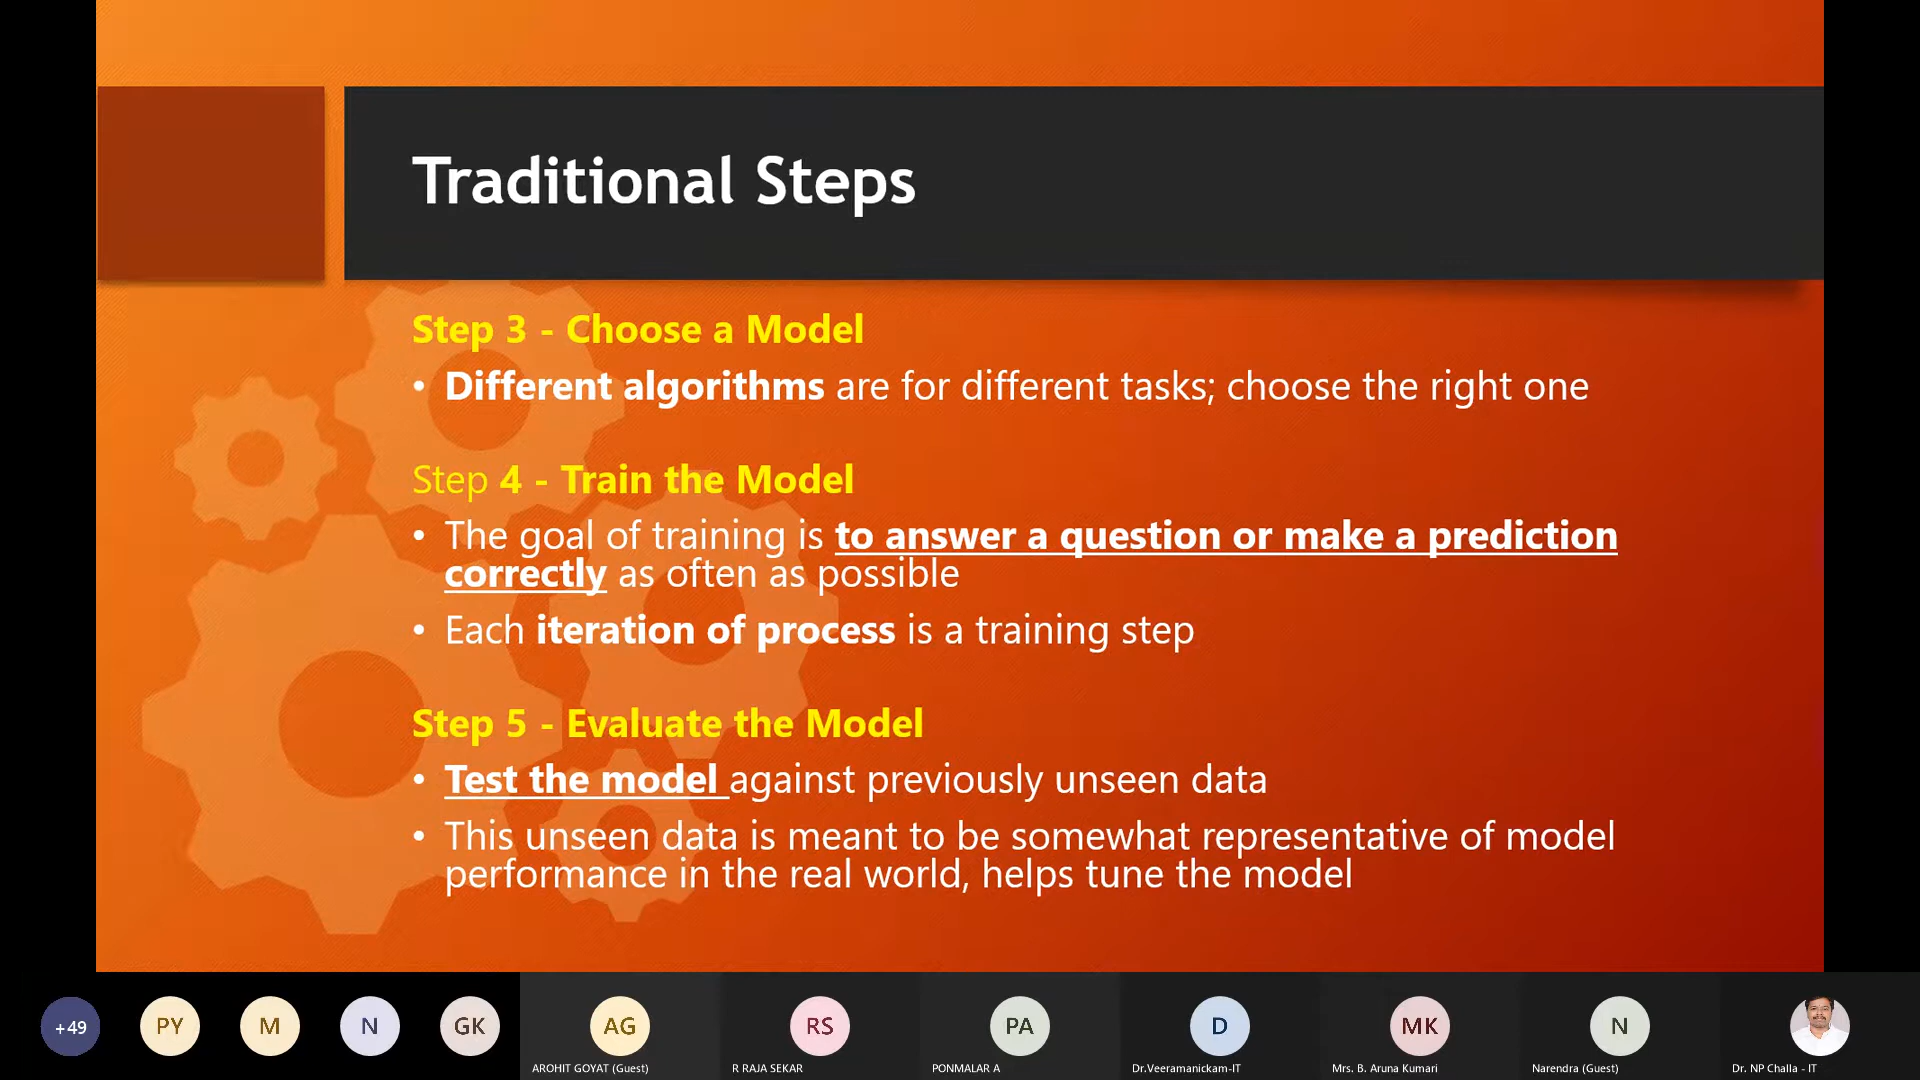 Traditional Steps
Step 3 - Choose a Model
• Different algorithms are for different tasks; choose the right one
Step 4 - Train the Model
• The goal of training is to answer a question or make a prediction
correctly as often as possible
• Each iteration of process is a training step
Step 5 - Evaluate the Model
• Test the model against previously unseen data
• This unseen data is meant to be somewhat representative of model
performance in the real world, helps tune the model
+49 PY M N GK AG RS PA D MK N
AROHIT GOYAT (Guest) R RAJA SEKAR PONMALAR A Dr.Veeramanickam-IT Mrs. B. Aruna Kumari Narendra (Guest) Dr. NP Challa - IT